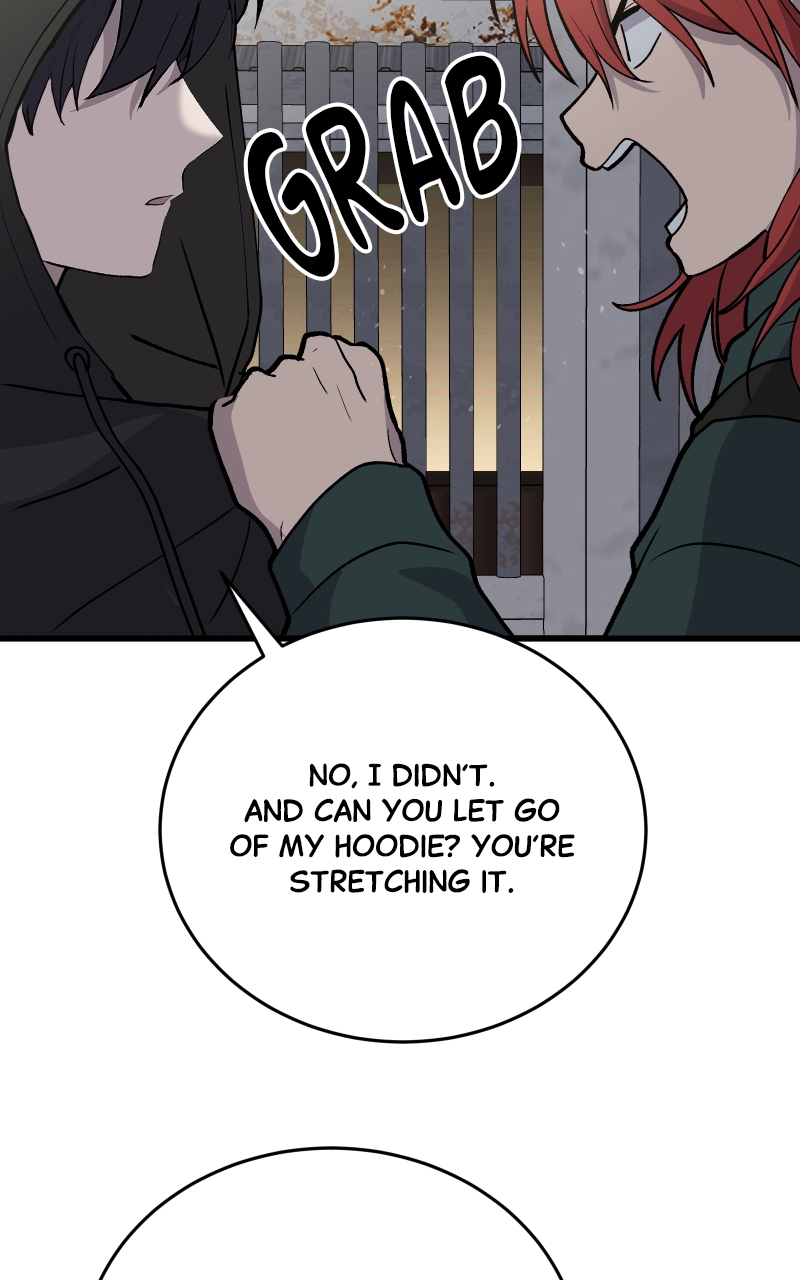 GRAB
NO, I DIDN'T.
AND CAN YOU LET GO
OF MY HOODIE? YOU'RE
STRETCHING IT.